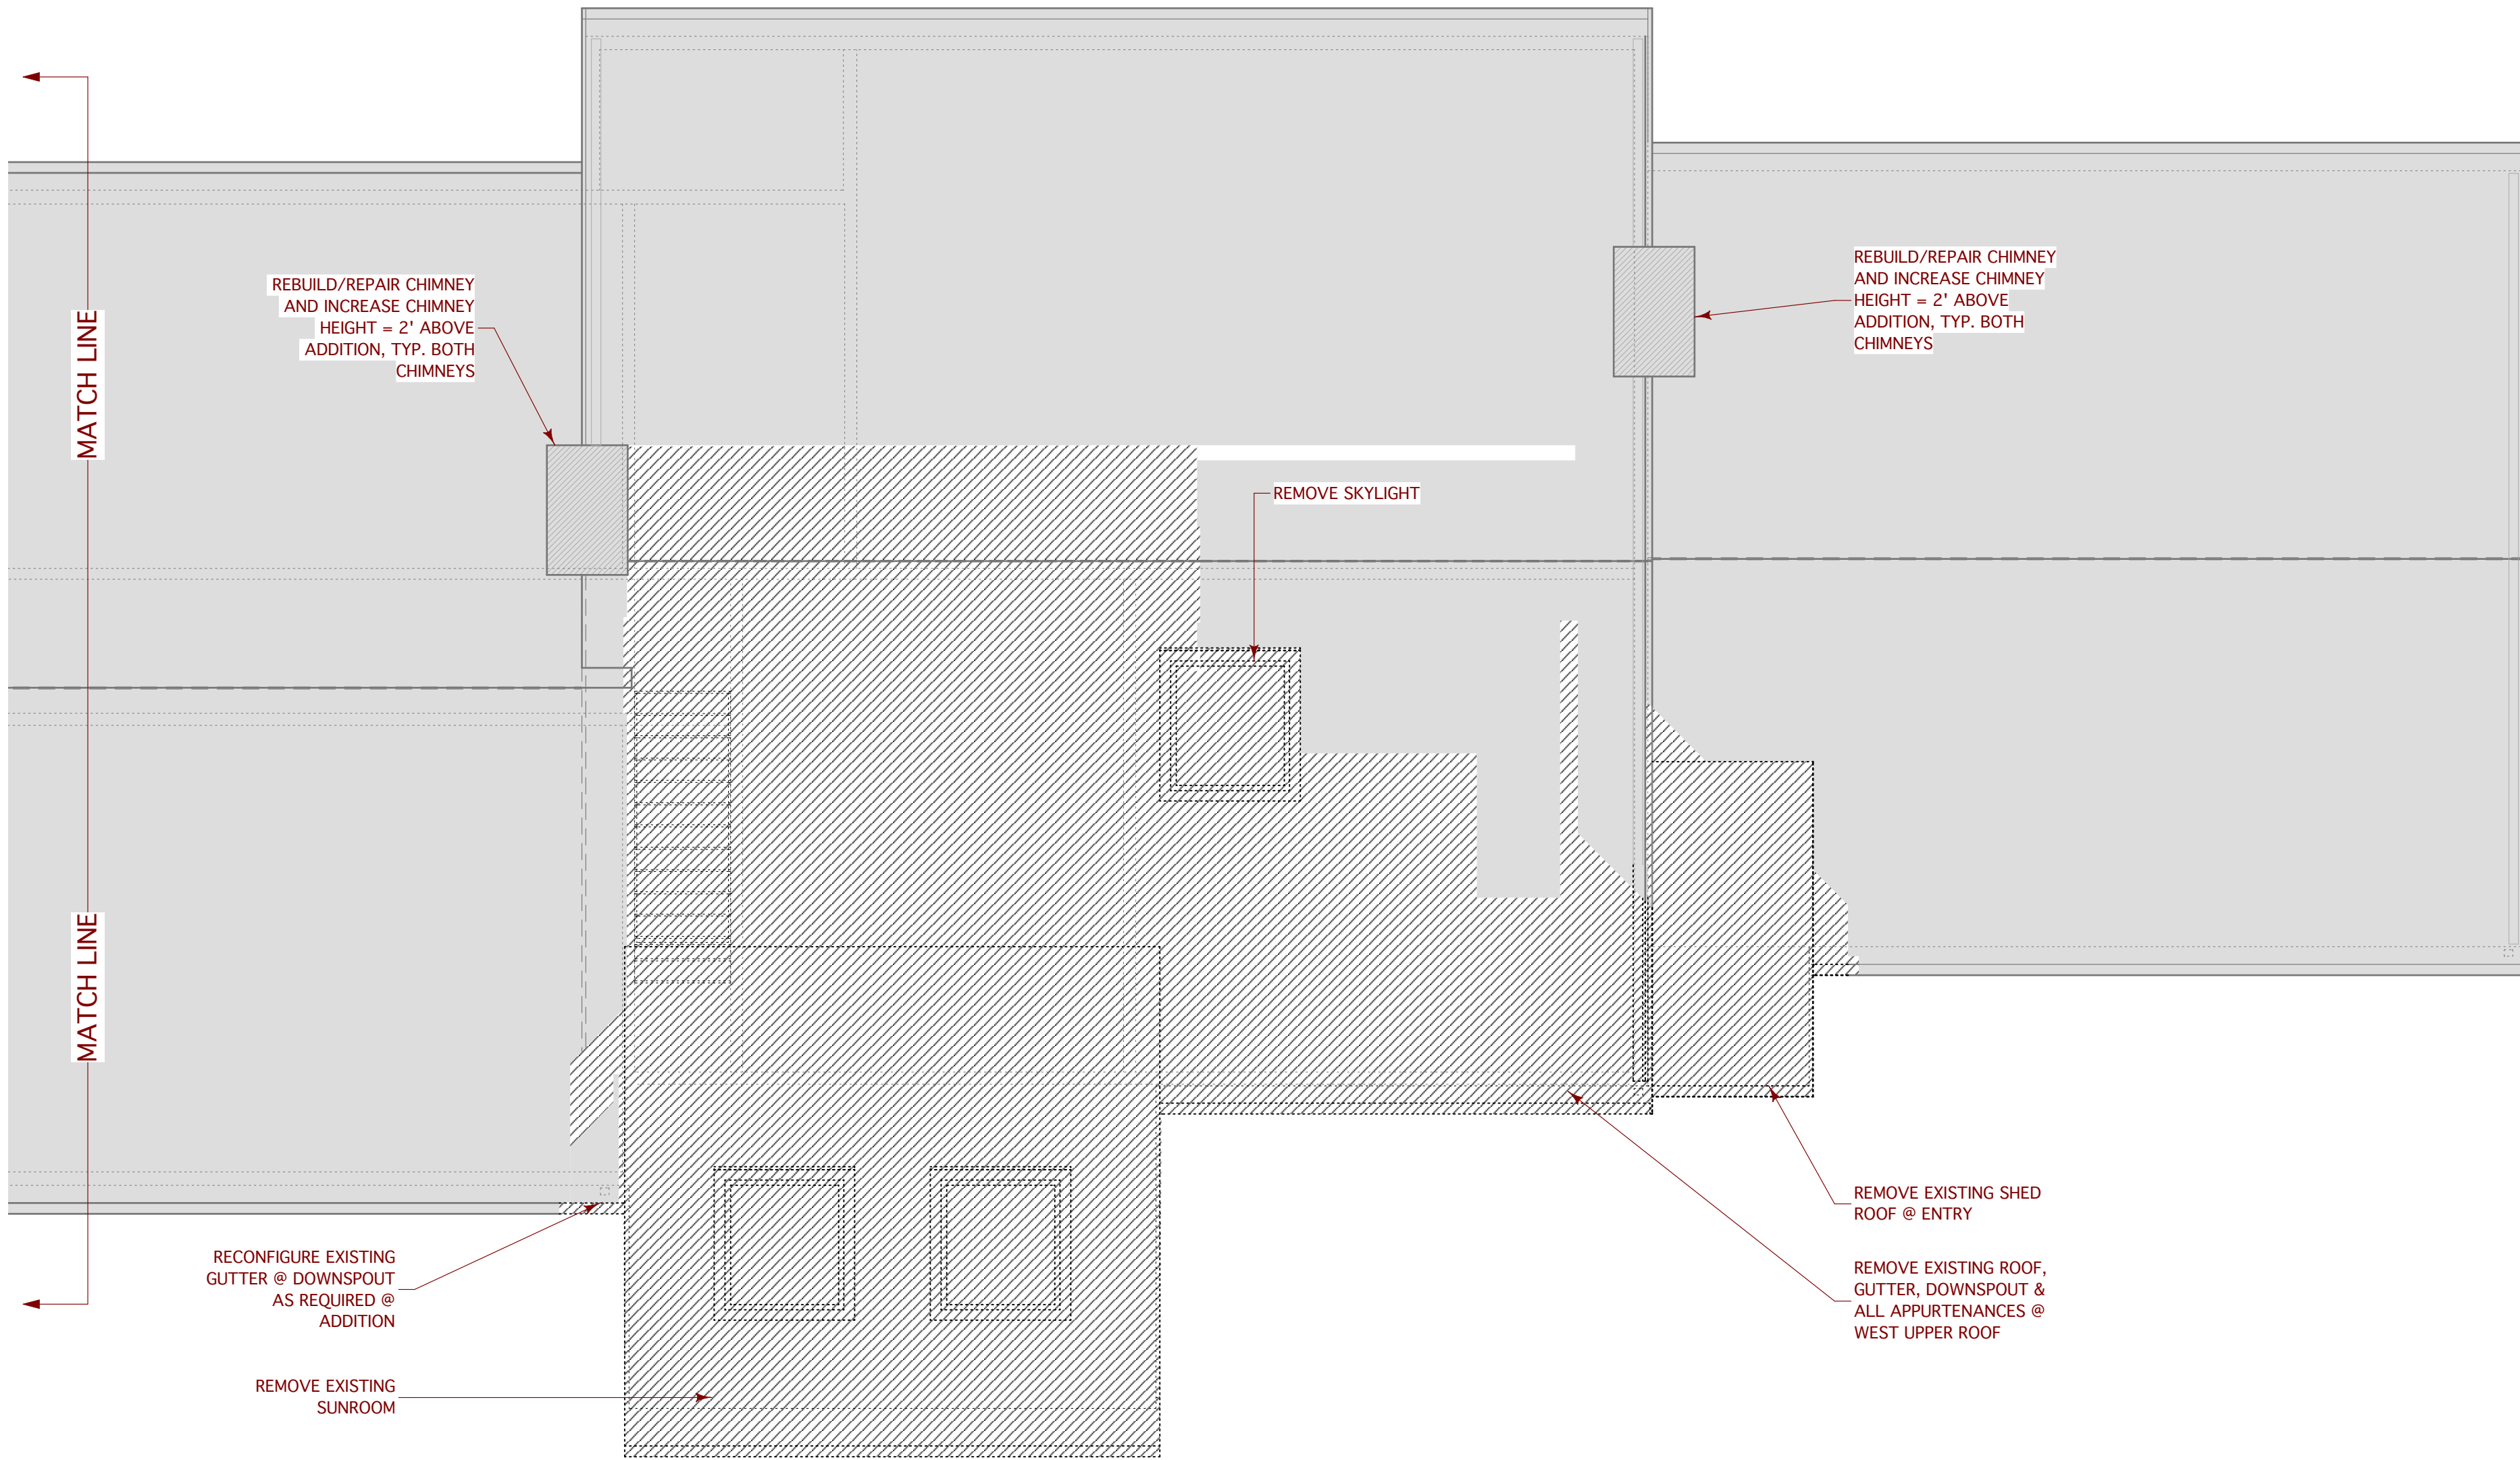 MATCH LINE
REBUILD/REPAIR CHIMNEY
AND INCREASE CHIMNEY
HEIGHT = 2' ABOVE
ADDITION, TYP. BOTH
CHIMNEYS
REBUILD/REPAIR CHIMNEY
AND INCREASE CHIMNEY
HEIGHT = 2' ABOVE
ADDITION, TYP. BOTH
CHIMNEYS
REMOVE SKYLIGHT
MATCH LINE
RECONFIGURE EXISTING
GUTTER @ DOWNSPOUT
AS REQUIRED @
ADDITION
REMOVE EXISTING
SUNROOM
REMOVE EXISTING SHED
ROOF @ ENTRY
REMOVE EXISTING ROOF,
GUTTER, DOWNSPOUT &
ALL APPURTENANCES @
WEST UPPER ROOF